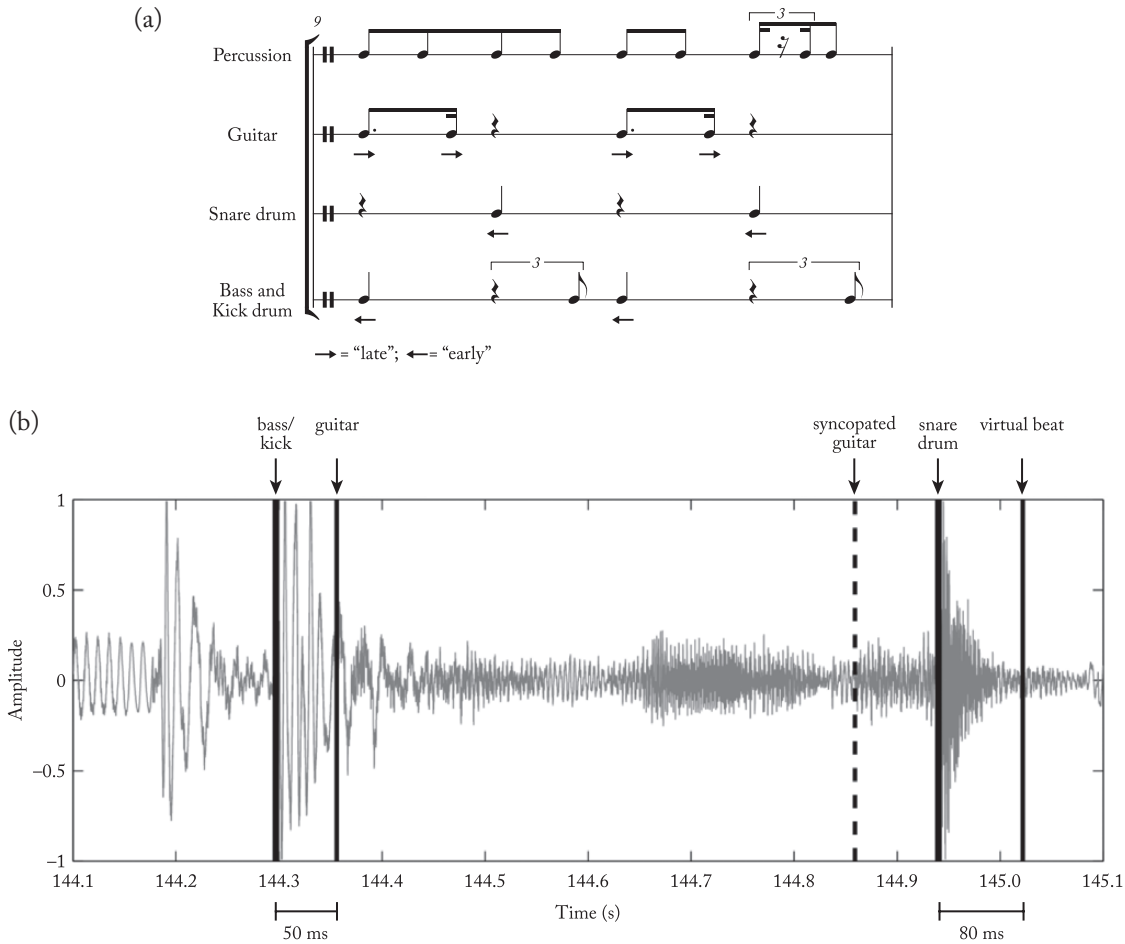 (a)
9
3
Percussion
Guitar
Snare drum
3
3
Bass and
Kick drum
= “late”; = “early”
(b)
bass/
kick
guitar
syncopated
guitar
snare
drum
virtual beat
1
0.5
0
−0.5
−1
Amplitude
144.1 144.2 144.3 144.4 144.5 144.6 144.7 144.8 144.9 145.0 145.1
Time (s)
50 ms
80 ms